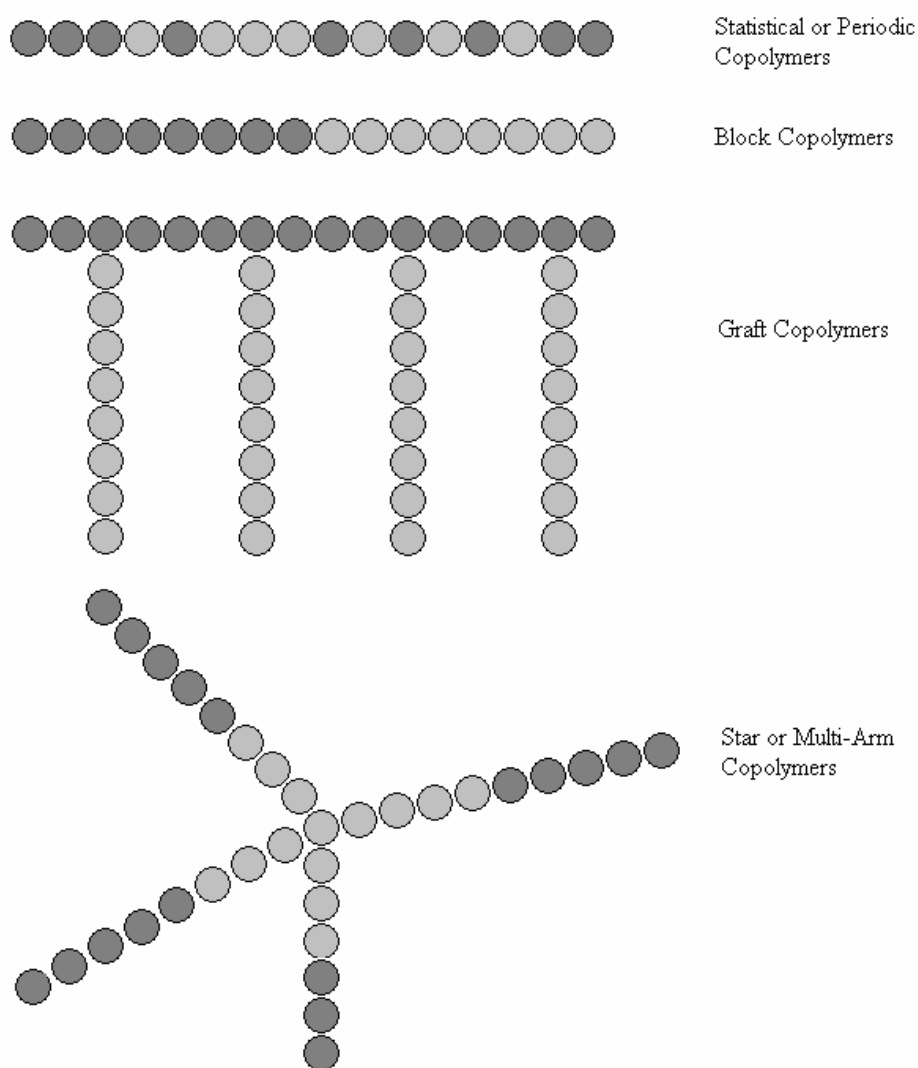 Statistical or Periodic
Copolymers
Block Copolymers
Graft Copolymers
Star or Multi-Arm
Copolymers